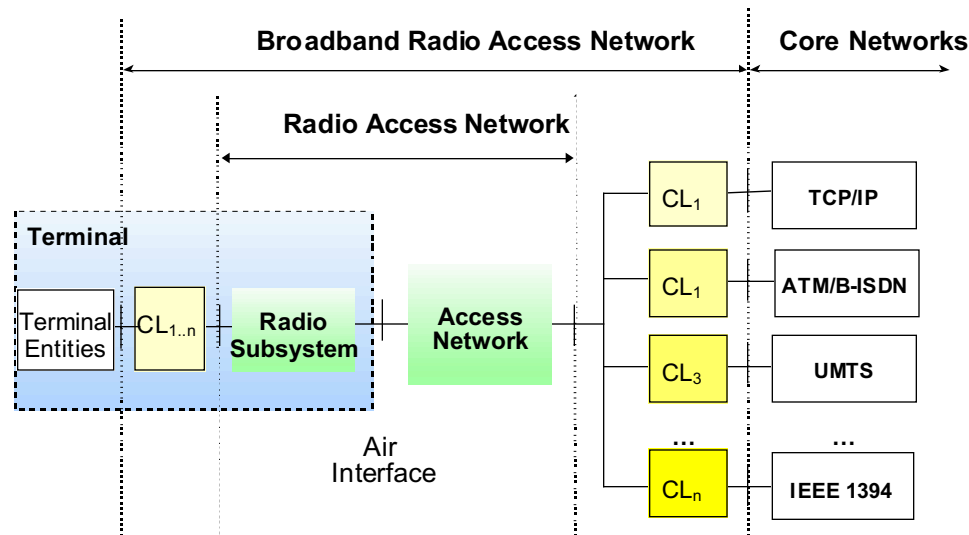 Broadband Radio Access Network
Core Networks
Radio Access Network
CL₁
TCP/IP
Terminal
CL₁
ATM/B-ISDN
Terminal
Entities
CL₁..ₙ
Radio
Subsystem
Access
Network
CL₃
UMTS
Air
Interface
...
...
CLₙ
IEEE 1394